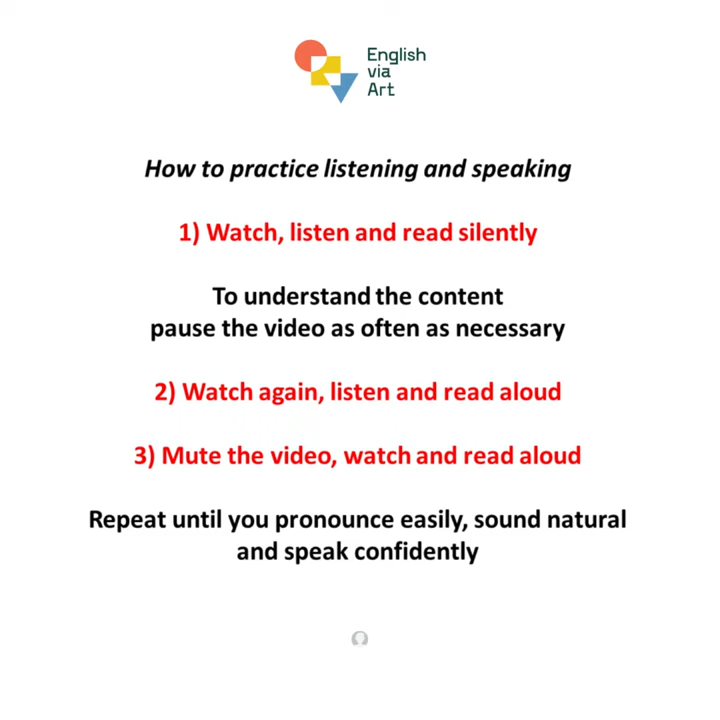 English
via
Art
How to practice listening and speaking
1) Watch, listen and read silently
To understand the content
pause the video as often as necessary
2) Watch again, listen and read aloud
3) Mute the video, watch and read aloud
Repeat until you pronounce easily, sound natural
and speak confidently